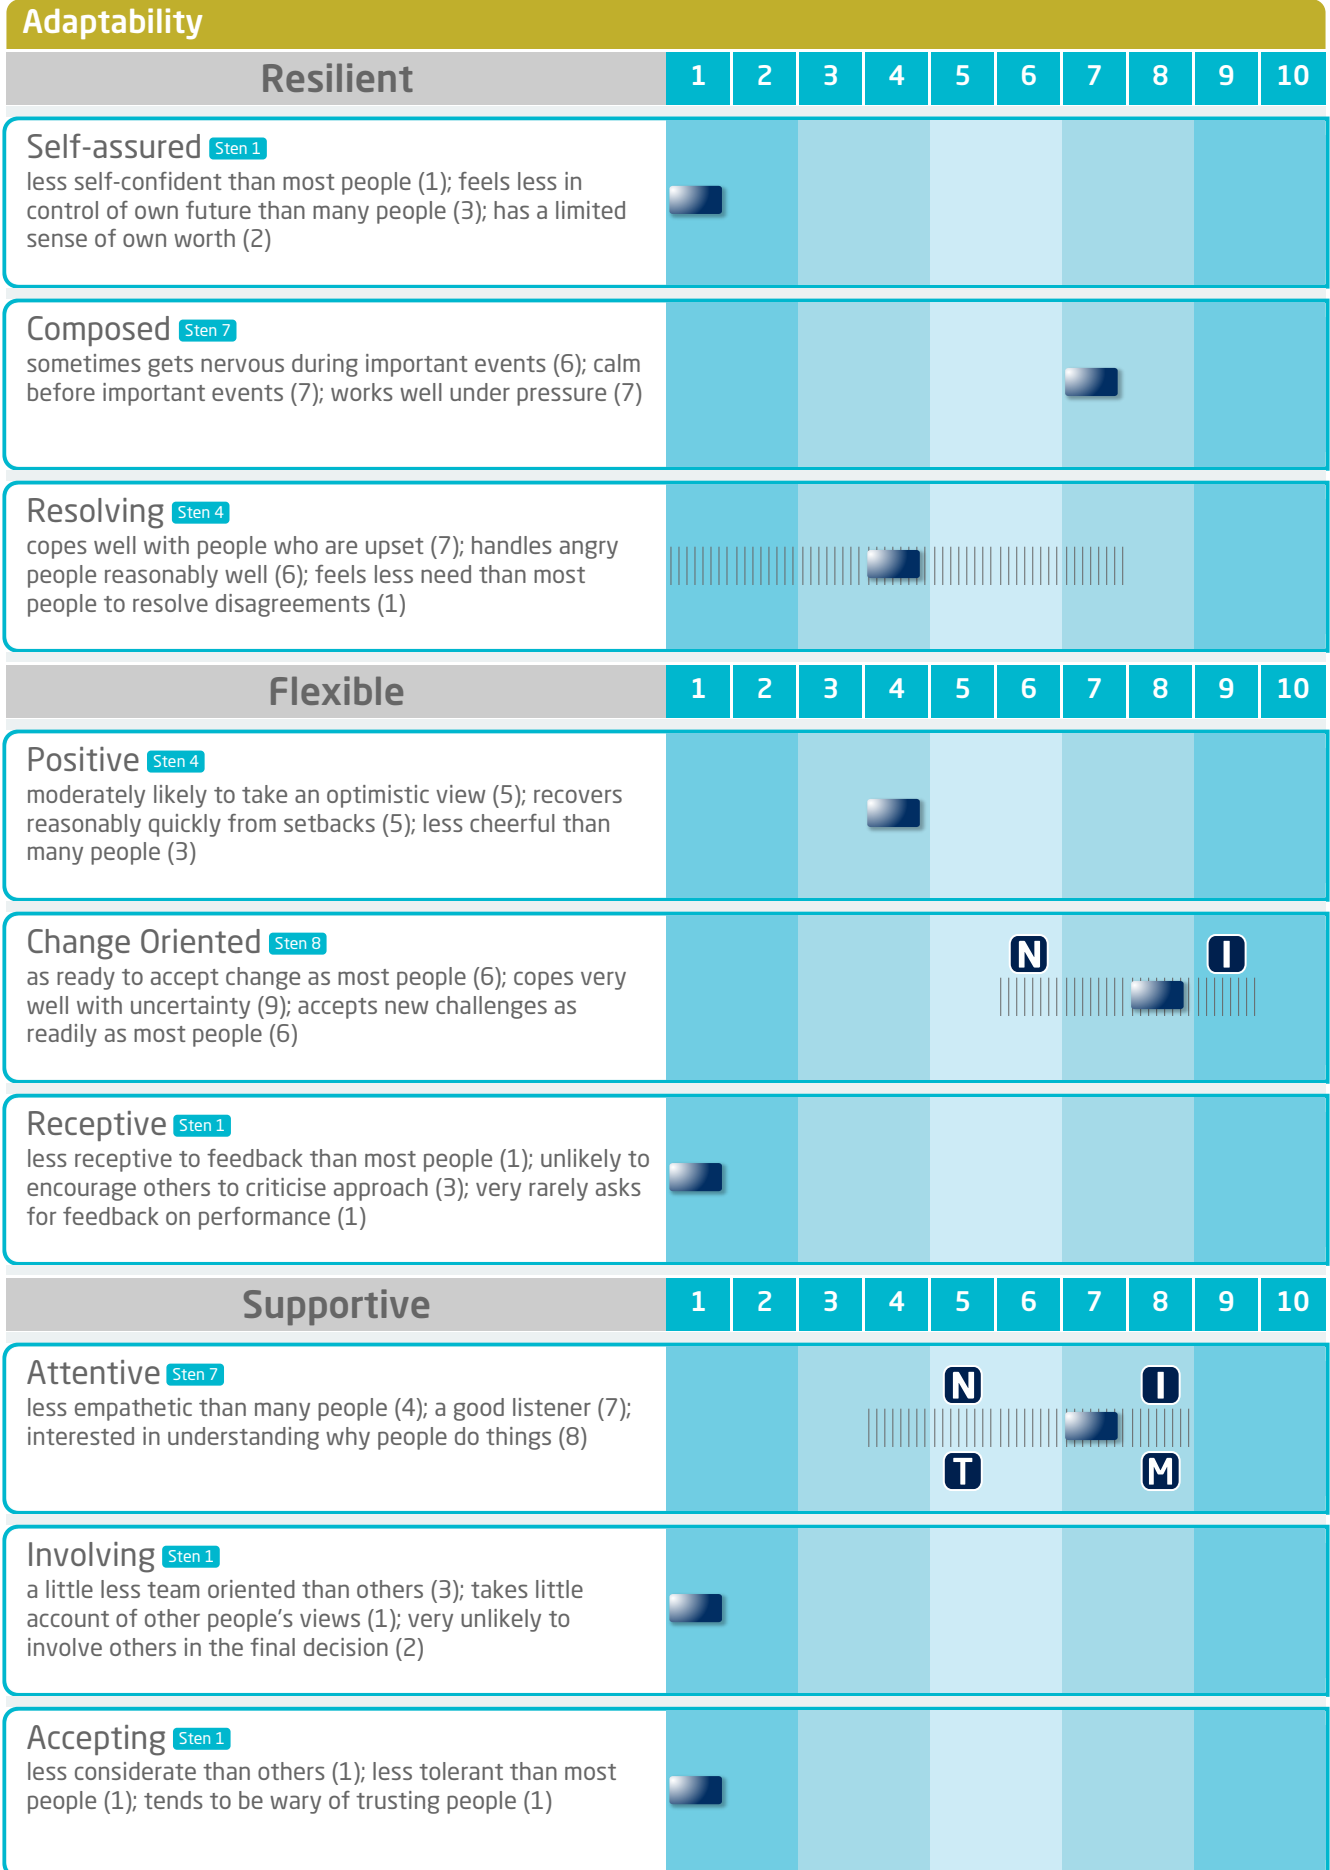 Adaptability
Resilient 1 2 3 4 5 6 7 8 9 10
Self-assured Sten 1
less self-confident than most people (1); feels less in
control of own future than many people (3); has a limited
sense of own worth (2)
Composed Sten 7
sometimes gets nervous during important events (6); calm
before important events (7); works well under pressure (7)
Resolving Sten 4
copes well with people who are upset (7); handles angry
people reasonably well (6); feels less need than most
people to resolve disagreements (1)
Flexible 1 2 3 4 5 6 7 8 9 10
Positive Sten 4
moderately likely to take an optimistic view (5); recovers
reasonably quickly from setbacks (5); less cheerful than
many people (3)
Change Oriented Sten 8
N I
as ready to accept change as most people (6); copes very
well with uncertainty (9); accepts new challenges as
readily as most people (6)
Receptive Sten 1
less receptive to feedback than most people (1); unlikely to
encourage others to criticise approach (3); very rarely asks
for feedback on performance (1)
Supportive 1 2 3 4 5 6 7 8 9 10
Attentive Sten 7
N I
less empathetic than many people (4); a good listener (7);
interested in understanding why people do things (8)
T M
Involving Sten 1
a little less team oriented than others (3); takes little
account of other people's views (1); very unlikely to
involve others in the final decision (2)
Accepting Sten 1
less considerate than others (1); less tolerant than most
people (1); tends to be wary of trusting people (1)